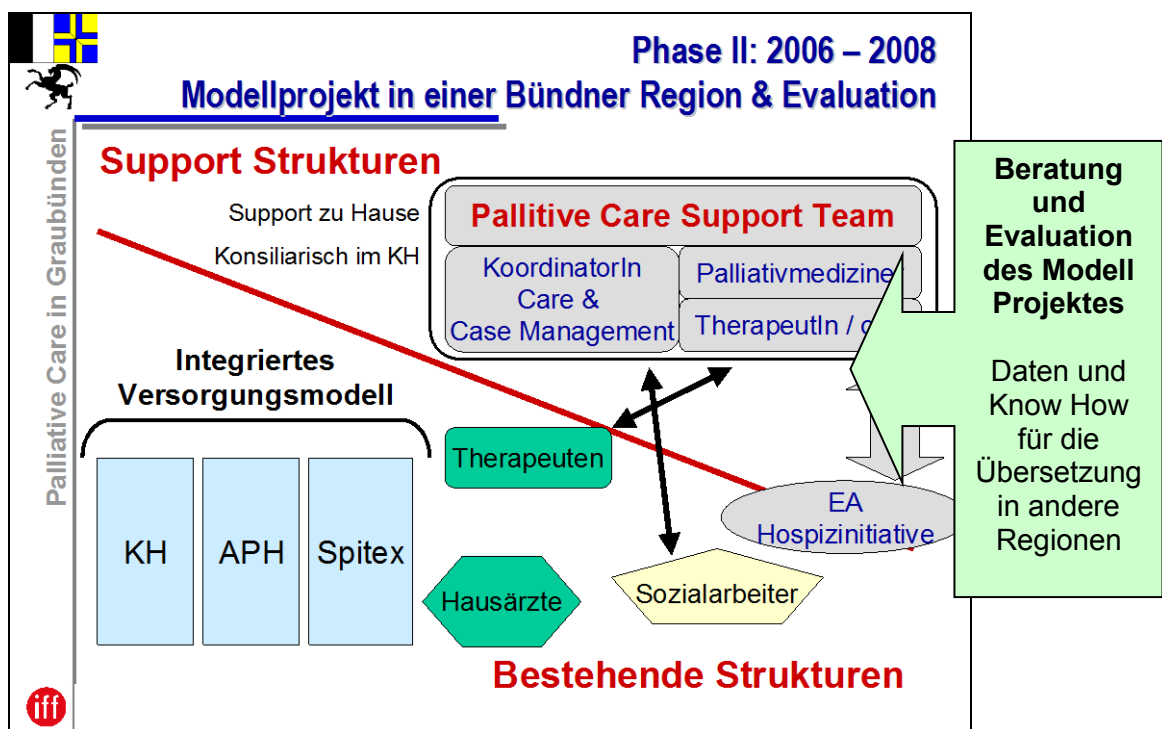 Phase II: 2006 – 2008
Modellprojekt in einer Bündner Region & Evaluation
Palliative Care in Graubünden
Support Strukturen
Support zu Hause
Konsiliarisch im KH
Pallitive Care Support Team
KoordinatorIn
Care &
Case Management
Palliativmediziner
TherapeutIn /
Integriertes
Versorgungsmodell
KH
APH
Spitex
Therapeuten
Hausärzte
Sozialarbeiter
EA
Hospizinitiative
Bestehende Strukturen
Beratung
und
Evaluation
des Modell
Projektes
Daten und
Know How
für die
Übersetzung
in andere
Regionen
iff